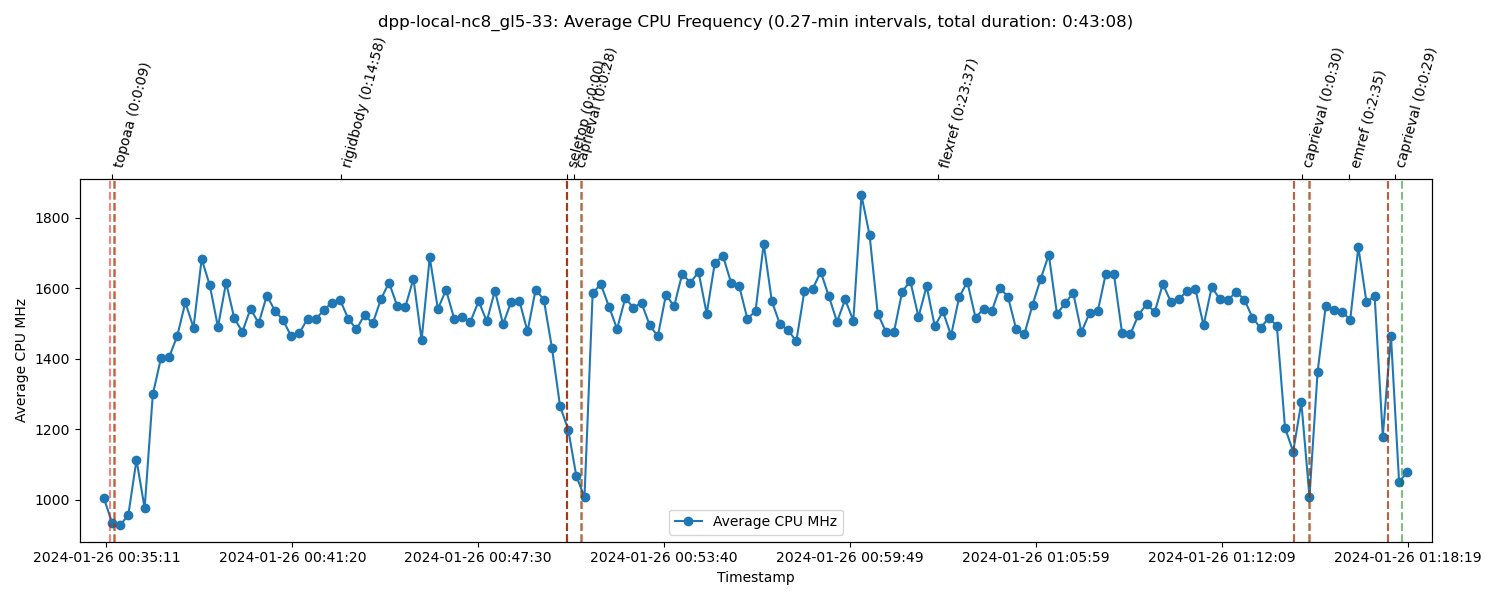 dpp-local-nc8_gl5-33: Average CPU Frequency (0.27-min intervals, total duration: 0:43:08)
topoaa (0:0:09)
rigidbody (0:14:58)
seletop (0:0:00)
caprieval (0:0:28)
flexref (0:23:37)
caprieval (0:0:30)
emref (0:2:35)
caprieval (0:0:29)
Average CPU MHz
1800
1600
1400
1200
1000
Average CPU MHz
2024-01-26 00:35:11
2024-01-26 00:41:20
2024-01-26 00:47:30
2024-01-26 00:53:40
2024-01-26 00:59:49
2024-01-26 01:05:59
2024-01-26 01:12:09
2024-01-26 01:18:19
Timestamp